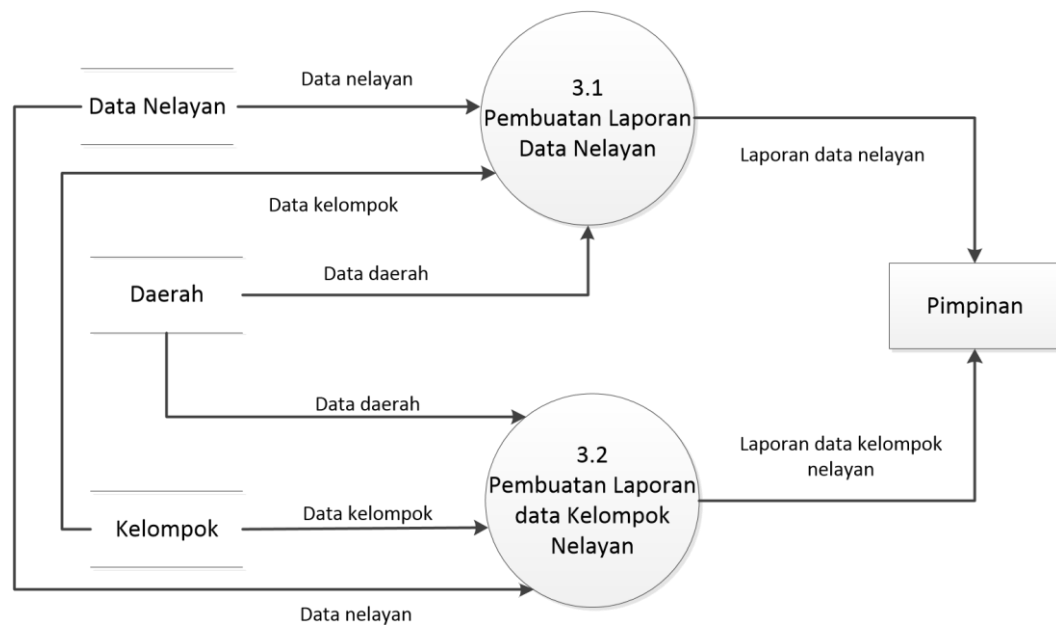 Data nelayan
Data Nelayan
3.1
Pembuatan Laporan
Data Nelayan
Laporan data nelayan
Data kelompok
Data daerah
Daerah
Pimpinan
Data daerah
3.2
Pembuatan Laporan
data Kelompok
Nelayan
Laporan data kelompok
nelayan
Data kelompok
Kelompok
Data nelayan